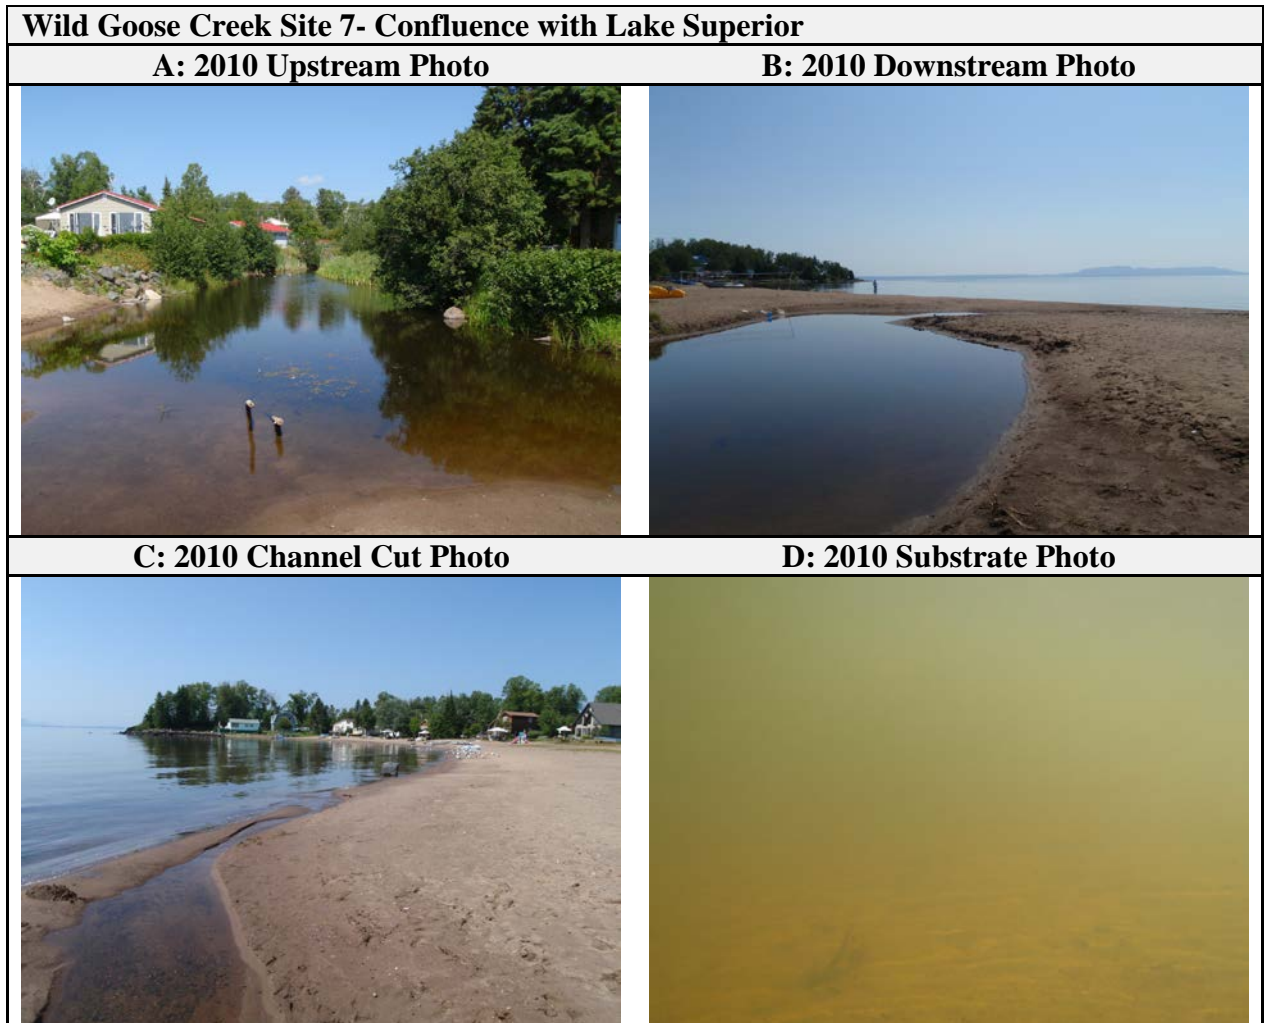 Wild Goose Creek Site 7- Confluence with Lake Superior
A: 2010 Upstream Photo
B: 2010 Downstream Photo
C: 2010 Channel Cut Photo
D: 2010 Substrate Photo